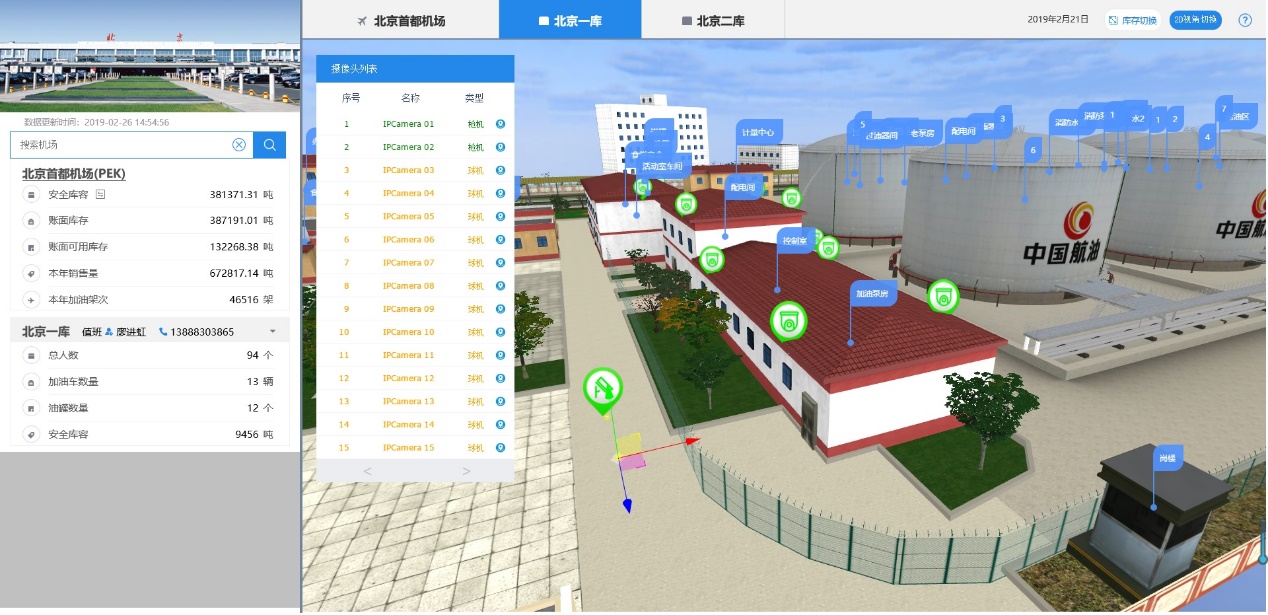 北京首都机场
北京一库
北京二库
2019年2月21日
库存切换
2D视角切换
?
北京
数据更新时间：2019-02-26 14:54:56
搜索机场
北京首都机场(PEK)
安全库容 381371.31 吨
账面库存 387191.01 吨
账面可用库存 132268.38 吨
本年销售量 672817.14 吨
本年加油架次 46516 架
北京一库 值班 廖进虹 13888303865
总人数 94 个
加油车数量 13 辆
油罐数量 12 个
安全库容 9456 吨
摄像头列表
序号 名称 类型
1 IPCamera 01 枪机
2 IPCamera 02 枪机
3 IPCamera 03 球机
4 IPCamera 04 球机
5 IPCamera 05 球机
6 IPCamera 06 球机
7 IPCamera 07 球机
8 IPCamera 08 球机
9 IPCamera 09 球机
10 IPCamera 10 球机
11 IPCamera 11 球机
12 IPCamera 12 球机
13 IPCamera 13 球机
14 IPCamera 14 球机
15 IPCamera 15 球机
< >
计量中心
活动室车间
配电间
控制室
加油泵房
5
过油器间
老泵房
配电间
3
6
消防水
1
水2
1
2
7
油区
4
中国航油
中国航
岗楼